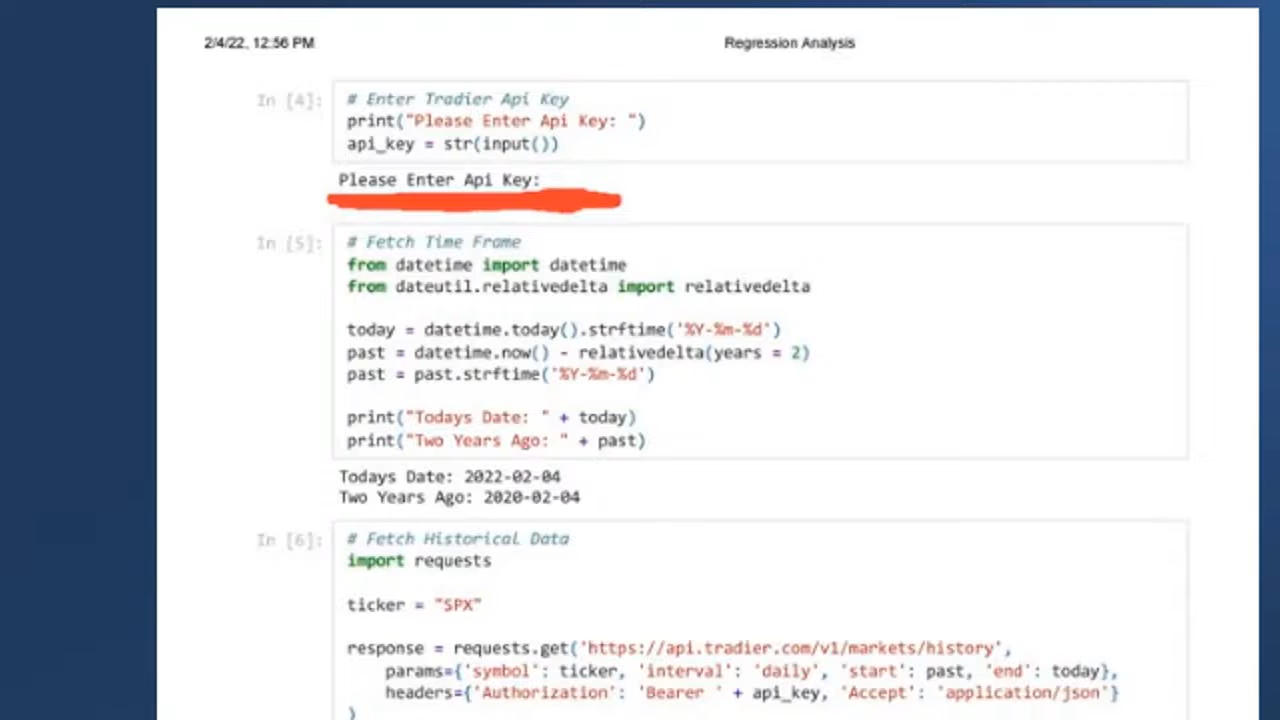 2/4/22, 12:56 PM Regression Analysis
In [4]: # Enter Tradier Api Key
print("Please Enter Api Key: ")
api_key = str(input())
Please Enter Api Key:
In [5]: # Fetch Time Frame
from datetime import datetime
from dateutil.relativedelta import relativedelta
today = datetime.today().strftime('%Y-%m-%d')
past = datetime.now() - relativedelta(years = 2)
past = past.strftime('%Y-%m-%d')
print("Todays Date: " + today)
print("Two Years Ago: " + past)
Todays Date: 2022-02-04
Two Years Ago: 2020-02-04
In [6]: # Fetch Historical Data
import requests
ticker = "SPX"
response = requests.get('https://api.tradier.com/v1/markets/history',
params={'symbol': ticker, 'interval': 'daily', 'start': past, 'end': today},
headers={'Authorization': 'Bearer ' + api_key, 'Accept': 'application/json'}
)